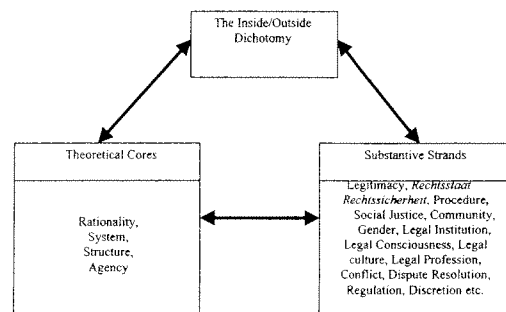 The Inside/Outside
Dichotomy
Theoretical Cores
Rationality,
System,
Structure,
Agency
Substantive Strands
Legitimacy, Rechtsstaat
Rechtssicherheit, Procedure,
Social Justice, Community,
Gender, Legal Institution,
Legal Consciousness, Legal
culture, Legal Profession,
Conflict, Dispute Resolution,
Regulation, Discretion etc.